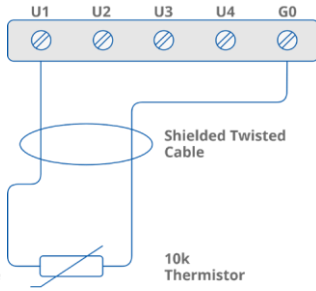 U1 U2 U3 U4 G0
Shielded Twisted
Cable
10k
Thermistor